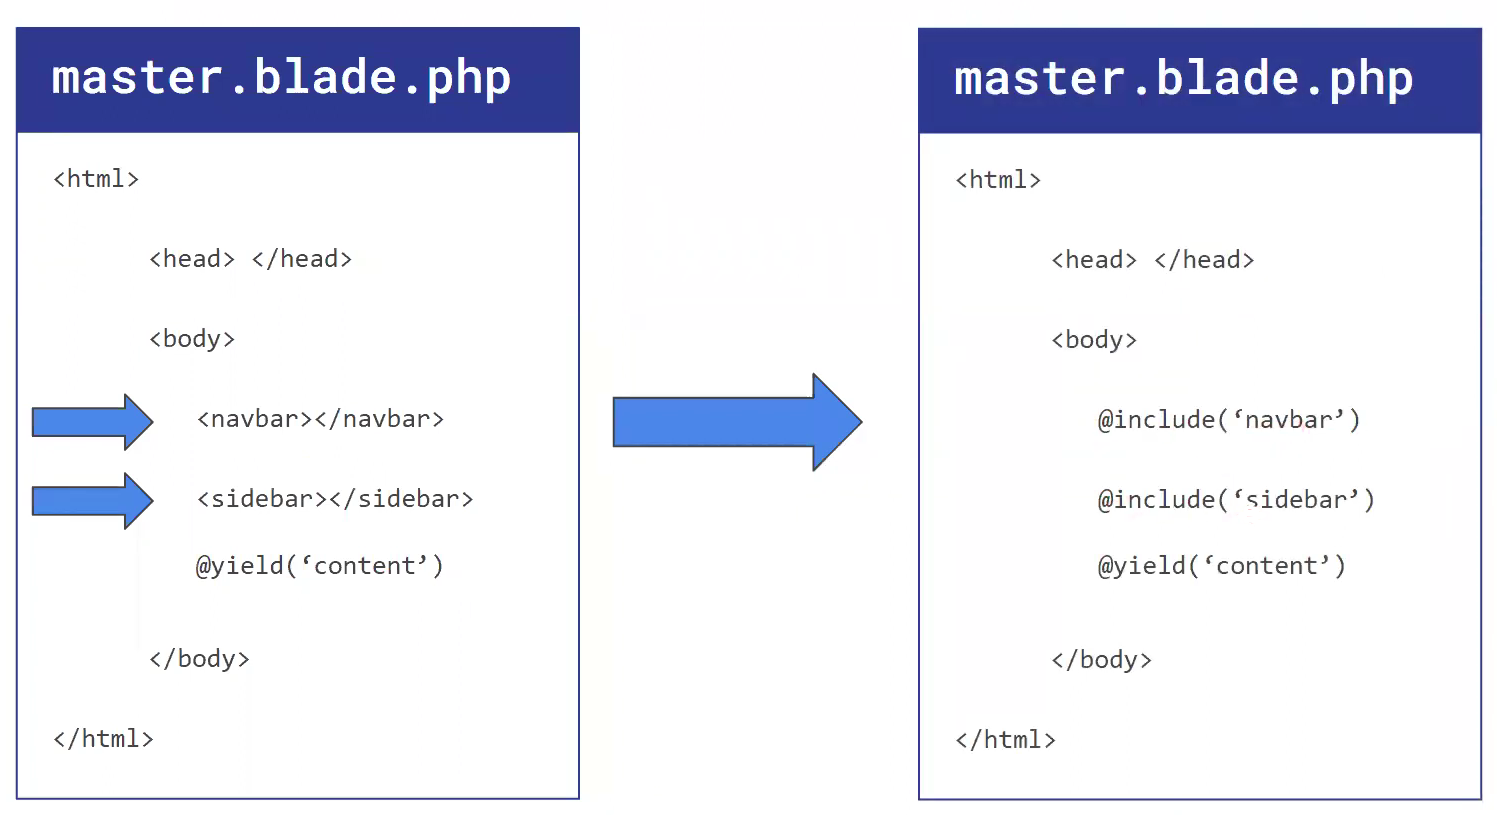 master.blade.php
<html>
<head> </head>
<body>
<navbar></navbar>
<sidebar></sidebar>
@yield(‘content’)
</body>
</html>
master.blade.php
<html>
<head> </head>
<body>
@include(‘navbar’)
@include(‘sidebar’)
@yield(‘content’)
</body>
</html>